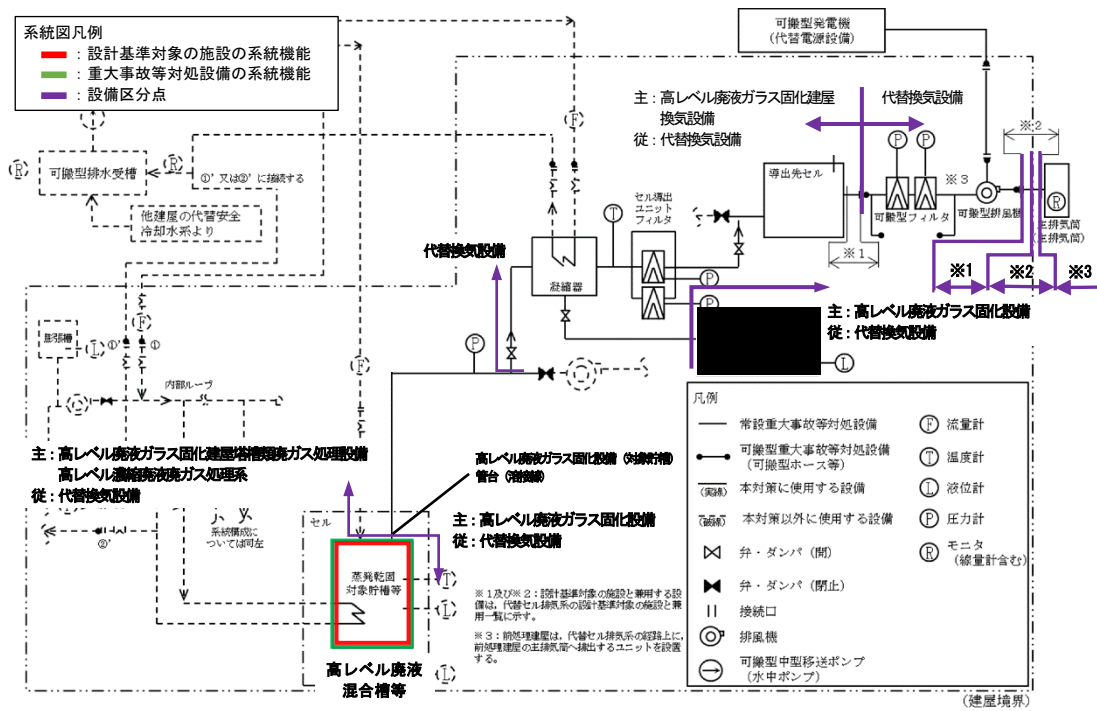 系統図凡例
：設計基準対象の施設の系統機能
：重大事故等対処設備の系統機能
：設備区分点
可搬型発電機
(代替電源設備)
主：高レベル廃液ガラス固化建屋
換気設備
従：代替換気設備
代替換気設備
※2
F
P
P
R
R
可搬型排水受槽
①’又は②’に接続する
他建屋の代替安全
冷却水系より
導出先セル
※3
可搬型フィルタ
可搬型排風機
R
主排気筒
(主排気筒)
セル導出
ユニット
フィルタ
T
代替換気設備
凝縮器
P
P
※1
※1
※2
※3
主：高レベル廃液ガラス固化設備
従：代替換気設備
膨張槽
L
①’
F
①
P
F
L
内部ループ
主：高レベル廃液ガラス固化建屋塔槽類廃ガス処理設備
高レベル濃縮廃液廃ガス処理系
従：代替換気設備
高レベル廃液ガラス固化設備（対象貯槽）
管台（溶接継）
②’
系統構成に
ついては可左
セル
主：高レベル廃液ガラス固化設備
従：代替換気設備
蒸発乾固
対象貯槽等
T
L
L
高レベル廃液
混合槽等
※1及び※2：設計基準対象の施設と兼用する設
備は、代替セル排気系の設計基準対象の施設と兼
用一覧に示す。
※3：前処理建屋は、代替セル排気系の経路上に、
前処理建屋の主排気筒へ排出するユニットを設置
する。
凡例
常設重大事故等対処設備
可搬型重大事故等対処設備
(可搬型ホース等)
(実線)
本対策に使用する設備
(破線)
本対策以外に使用する設備
弁・ダンパ（開）
弁・ダンパ（閉止）
接続口
排風機
可搬型中型移送ポンプ
(水中ポンプ)
F 流量計
T 温度計
L 液位計
P 圧力計
R モニタ
(線量計含む)
(建屋境界)